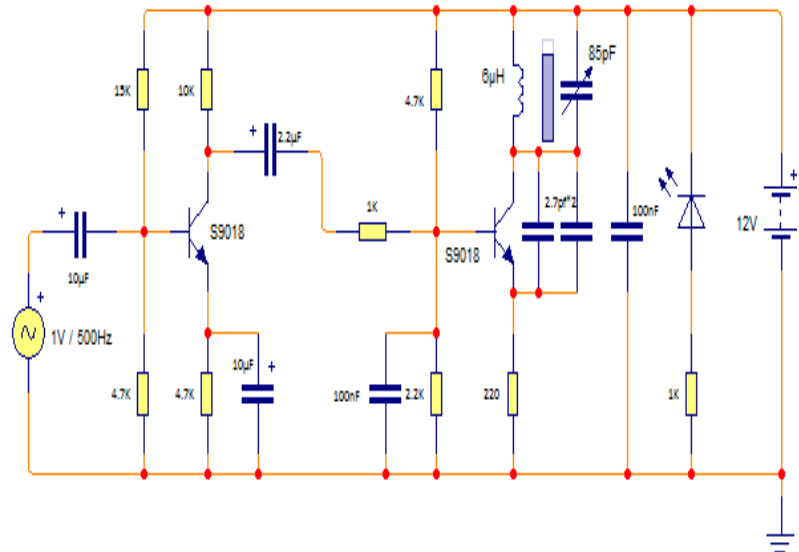 85pF
6µH
15K
10K
4.7K
2.2µF
1K
2.7pf*2
S9018
S9018
100nF
12V
10µF
1V / 500Hz
10µF
4.7K
4.7K
100nF
2.2K
220
1K